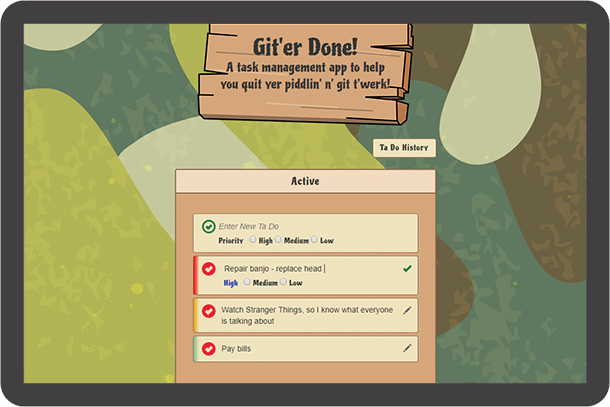 Git'er Done!
A task management app to help
you quit yer piddlin' n' git t'werk!
Ta Do History
Active
Enter New Ta Do
Priority High Medium Low
Repair banjo - replace head
High Medium Low
Watch Stranger Things, so I know what everyone
is talking about
Pay bills